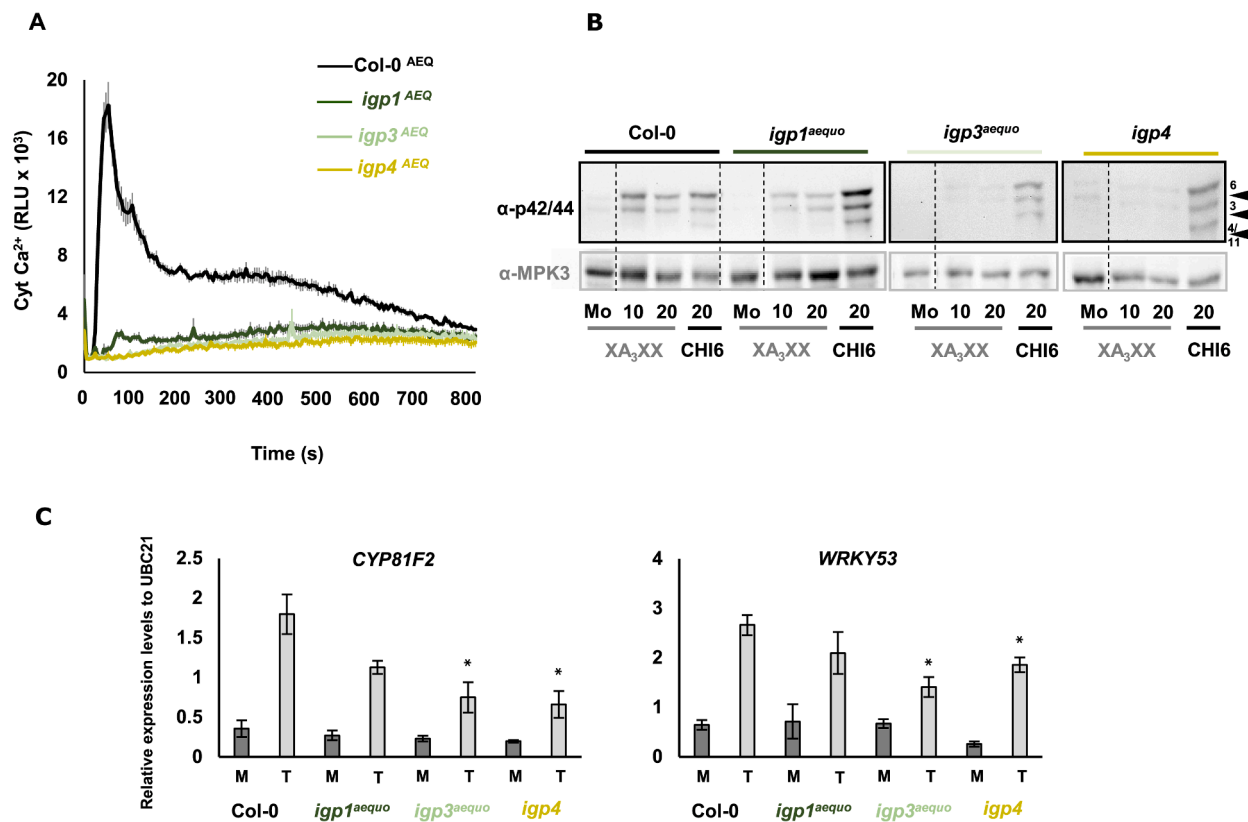 A
Col-0 AEQ
igp1 AEQ
igp3 AEQ
igp4 AEQ
20
16
12
8
4
0
Cyt Ca²⁺ (RLU x 10³)
0 100 200 300 400 500 600 700 800
Time (s)
B
Col-0 igp1aequo igp3aequo igp4
α-p42/44
6
3
4/
11
α-MPK3
Mo 10 20 20 Mo 10 20 20 Mo 10 20 20 Mo 10 20 20
XA₃XX CHI6 XA₃XX CHI6 XA₃XX CHI6 XA₃XX CHI6
C
Relative expression levels to UBC21
CYP81F2
2.5
2
1.5
1
0.5
0
* *
M T M T M T M T
Col-0 igp1aequo igp3aequo igp4
WRKY53
4
3
2
1
0
* *
M T M T M T M T
Col-0 igp1aequo igp3aequo igp4